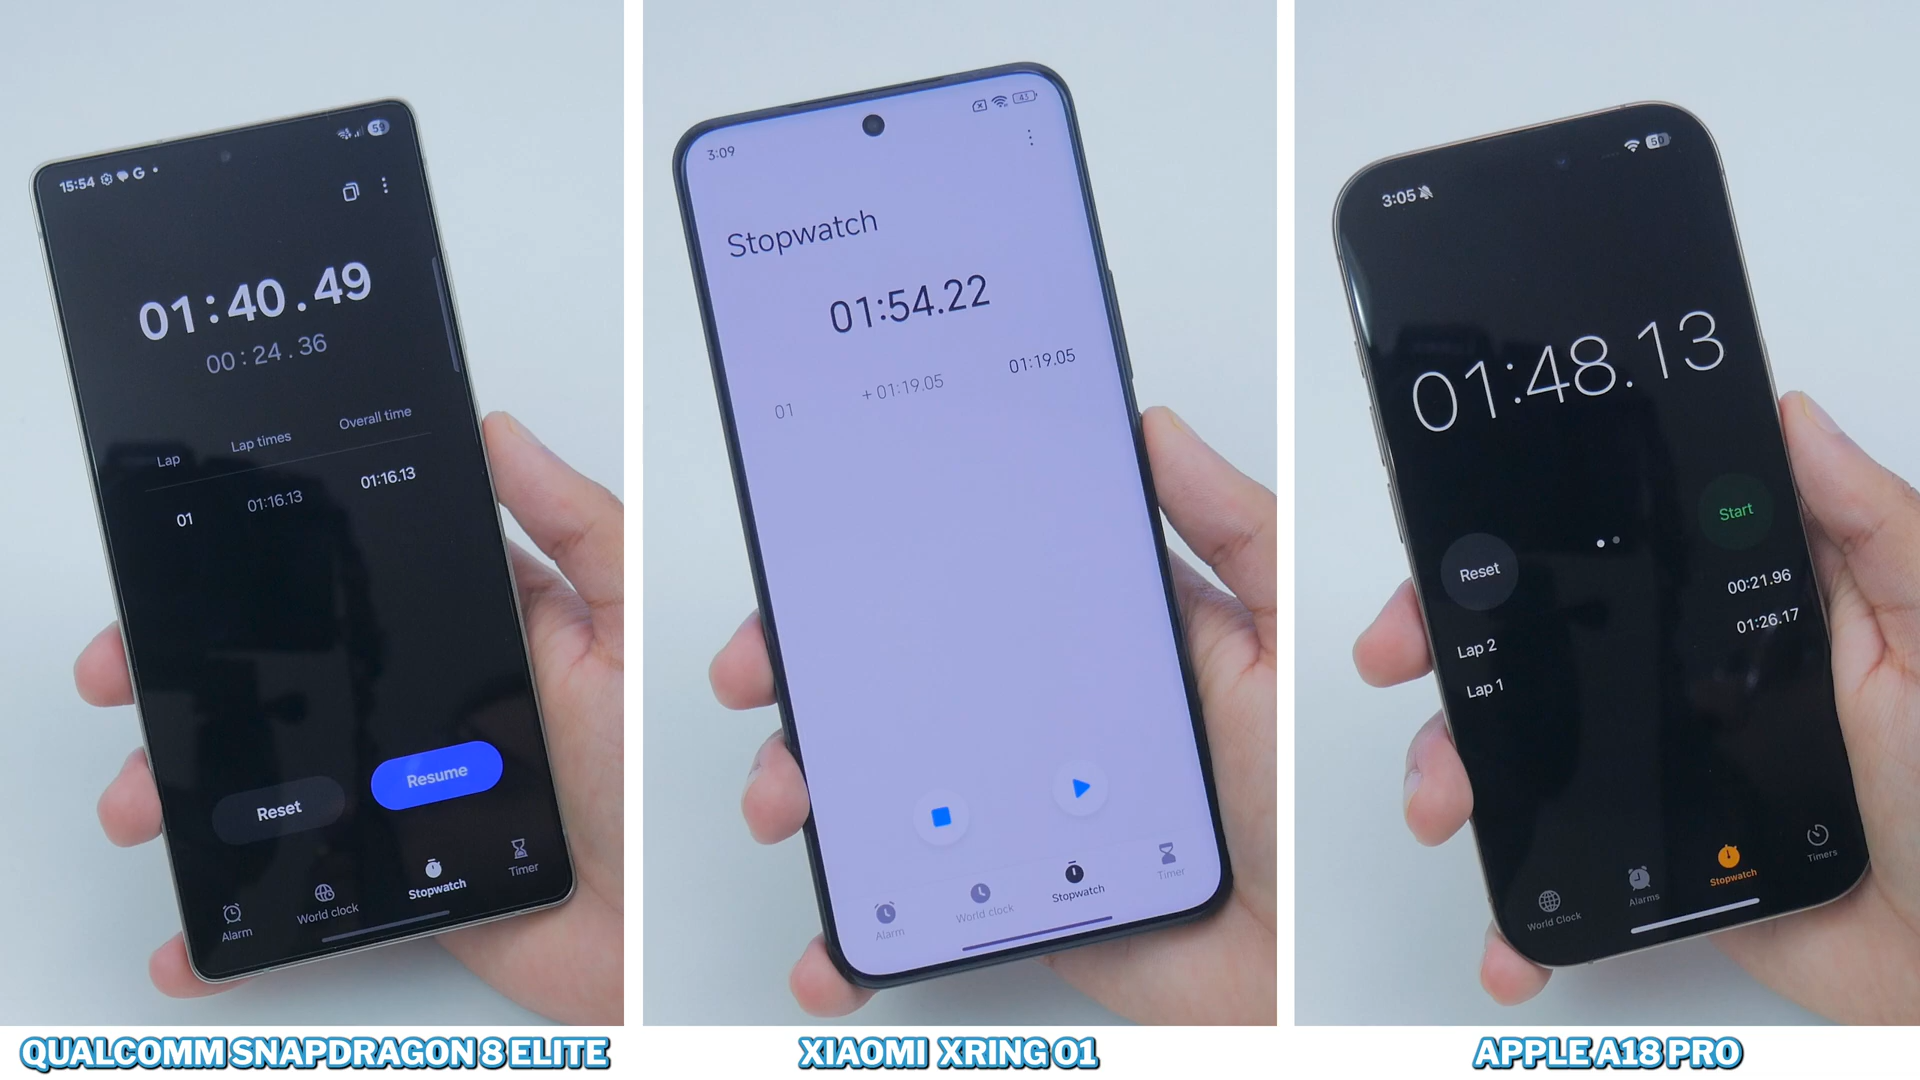 15:54 G
59
01:40.49
00:24.36
Lap Lap times Overall time
01 01:16.13 01:16.13
Reset Resume
Alarm World clock Stopwatch Timer
QUALCOMM SNAPDRAGON 8 ELITE
3:09
43
Stopwatch
01:54.22
01 + 01:19.05 01:19.05
Alarm World clock Stopwatch Timer
XIAOMI XRING O1
3:05
50
01:48.13
Reset Start
Lap 2 00:21.96
Lap 1 01:26.17
World Clock Alarms Stopwatch Timers
APPLE A18 PRO